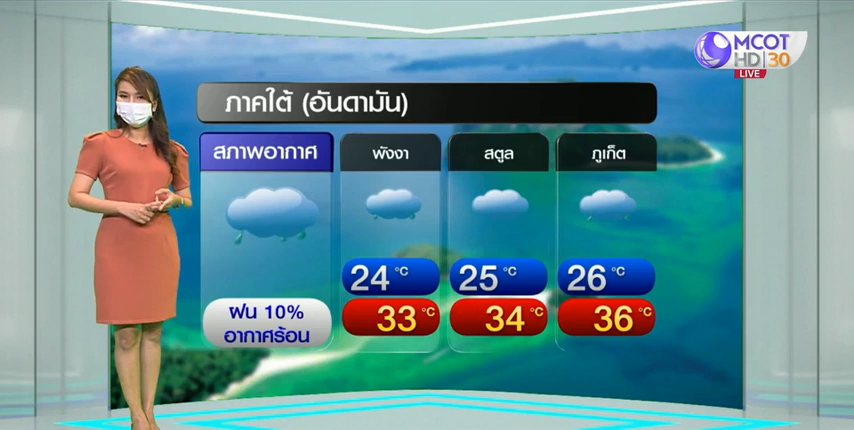 MCOT
HD 30
LIVE
ภาคใต้ (อันดามัน)
สภาพอากาศ
พังงา
สตูล
ภูเก็ต
24 °C
25 °C
26 °C
33 °C
34 °C
36 °C
ฝน 10%
อากาศร้อน